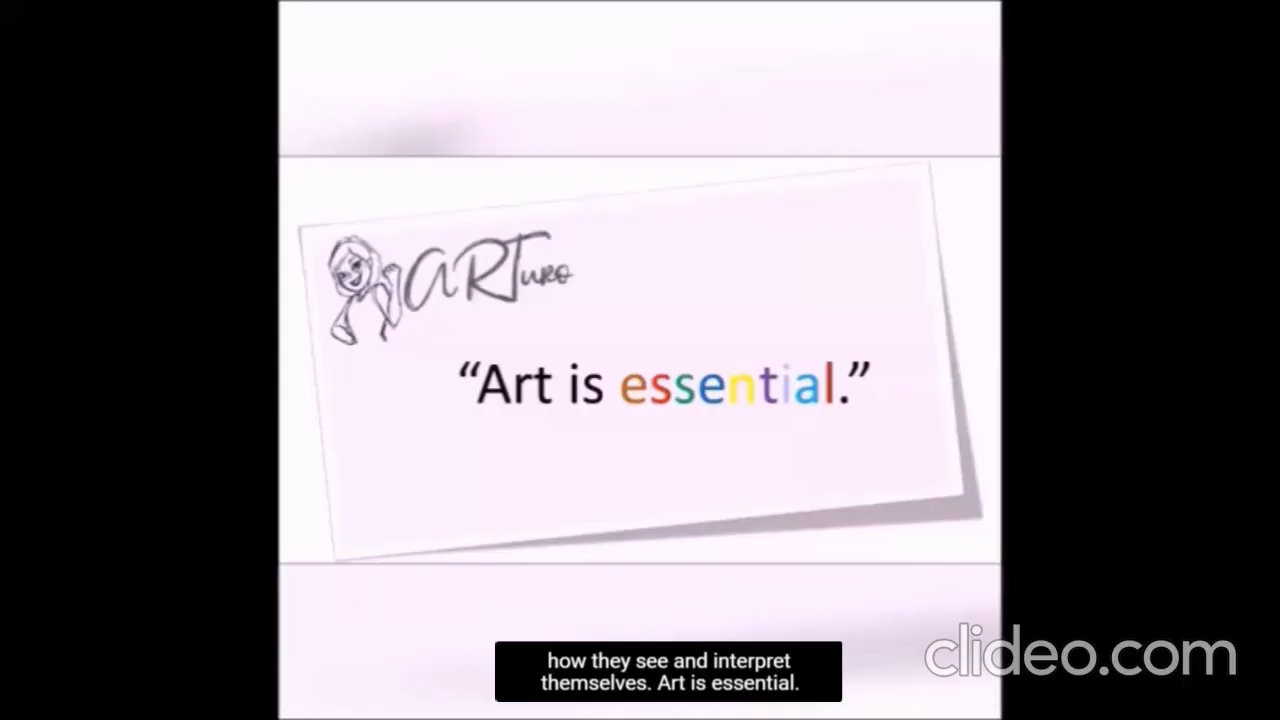 ARTuro
“Art is essential.”
how they see and interpret
themselves. Art is essential.
clideo.com